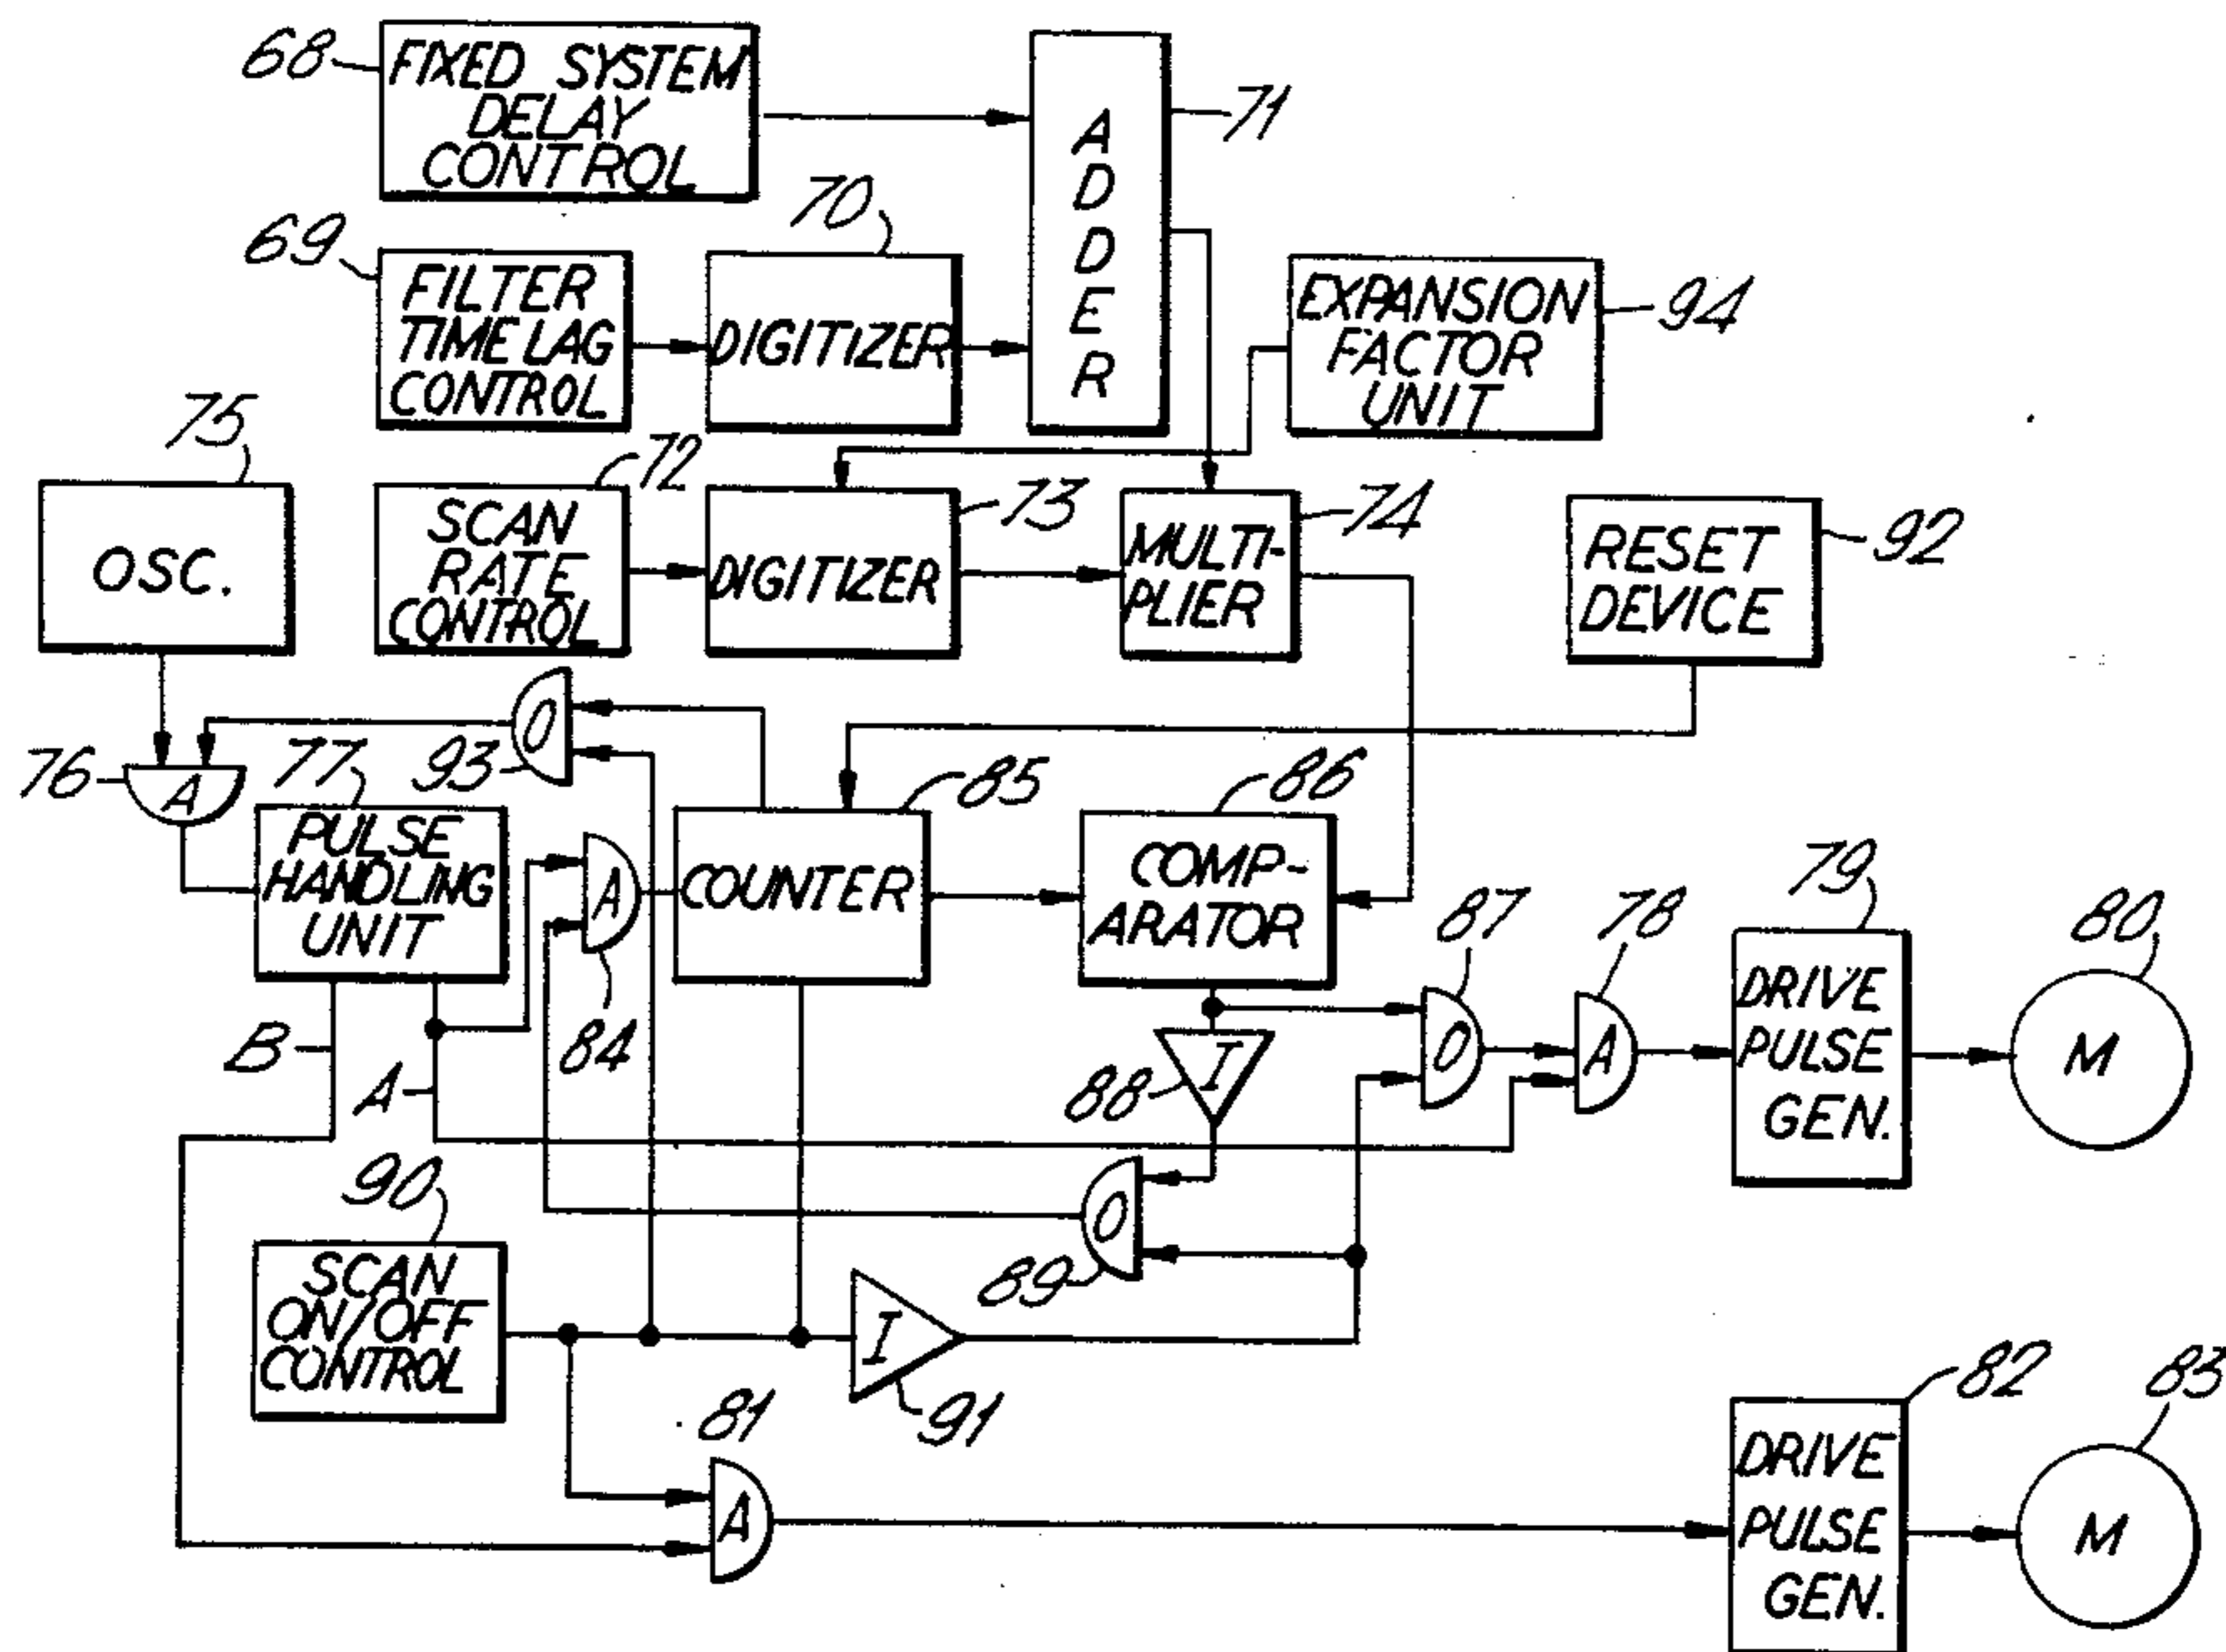 68
FIXED SYSTEM
DELAY
CONTROL
ADDER
71
69
FILTER
TIME LAG
CONTROL
70
DIGITIZER
EXPANSION
FACTOR
UNIT
94
75
OSC.
72
SCAN
RATE
CONTROL
DIGITIZER
73
MULTI-
PLIER
74
RESET
DEVICE
92
76
A
77
PULSE
HANDLING
UNIT
93
O
A
84
85
COUNTER
86
COMP-
ARATOR
87
O
78
A
79
DRIVE
PULSE
GEN.
80
M
B
A
88
I
89
O
90
SCAN
ON/OFF
CONTROL
I
91
81
A
82
DRIVE
PULSE
GEN.
83
M